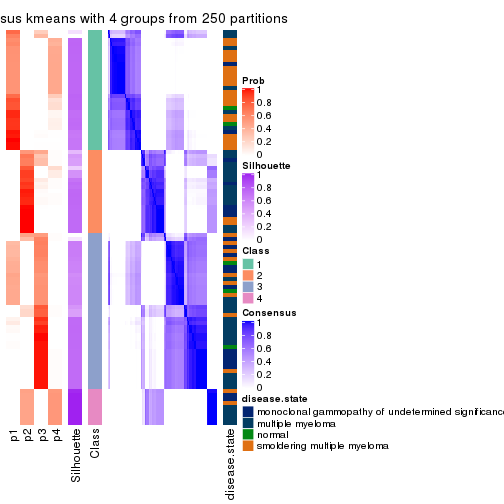 sus kmeans with 4 groups from 250 partitions
Prob
1
0.8
0.6
0.4
0.2
0
Silhouette
1
0.8
0.6
0.4
0.2
0
Class
1
2
3
4
Consensus
1
0.8
0.6
0.4
0.2
0
disease.state
monoclonal gammopathy of undetermined significance
multiple myeloma
normal
smoldering multiple myeloma
p1
p2
p3
p4
Silhouette
Class
disease.state